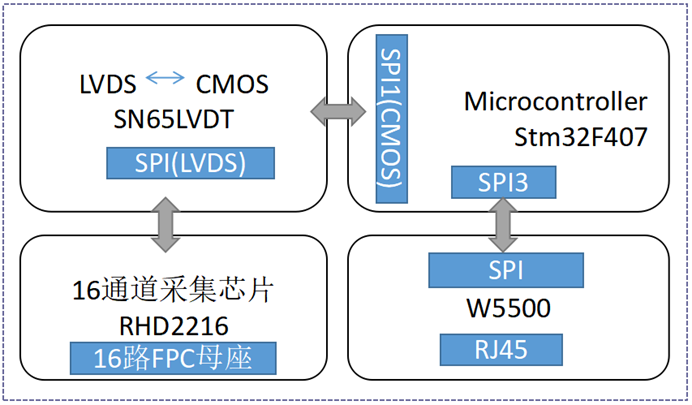 LVDS CMOS
SN65LVDT
SPI(LVDS)
SPI1(CMOS)
Microcontroller
Stm32F407
SPI3
16通道采集芯片
RHD2216
16路FPC母座
SPI
W5500
RJ45